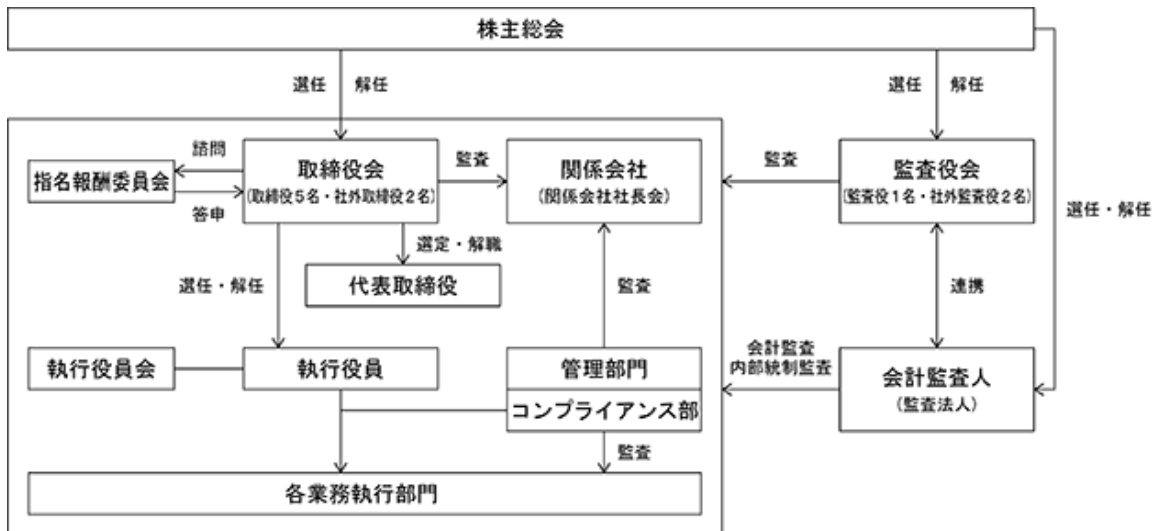 株主総会
選任 解任
選任 解任
諮問
取締役会
(取締役5名・社外取締役2名)
監査
関係会社
(関係会社社長会)
監査
監査役会
(監査役1名・社外監査役2名)
指名報酬委員会
答申
選任・解任
選定・解職
代表取締役
選任・解任
監査
連携
執行役員会
執行役員
管理部門
コンプライアンス部
会計監査
内部統制監査
会計監査人
(監査法人)
監査
各業務執行部門